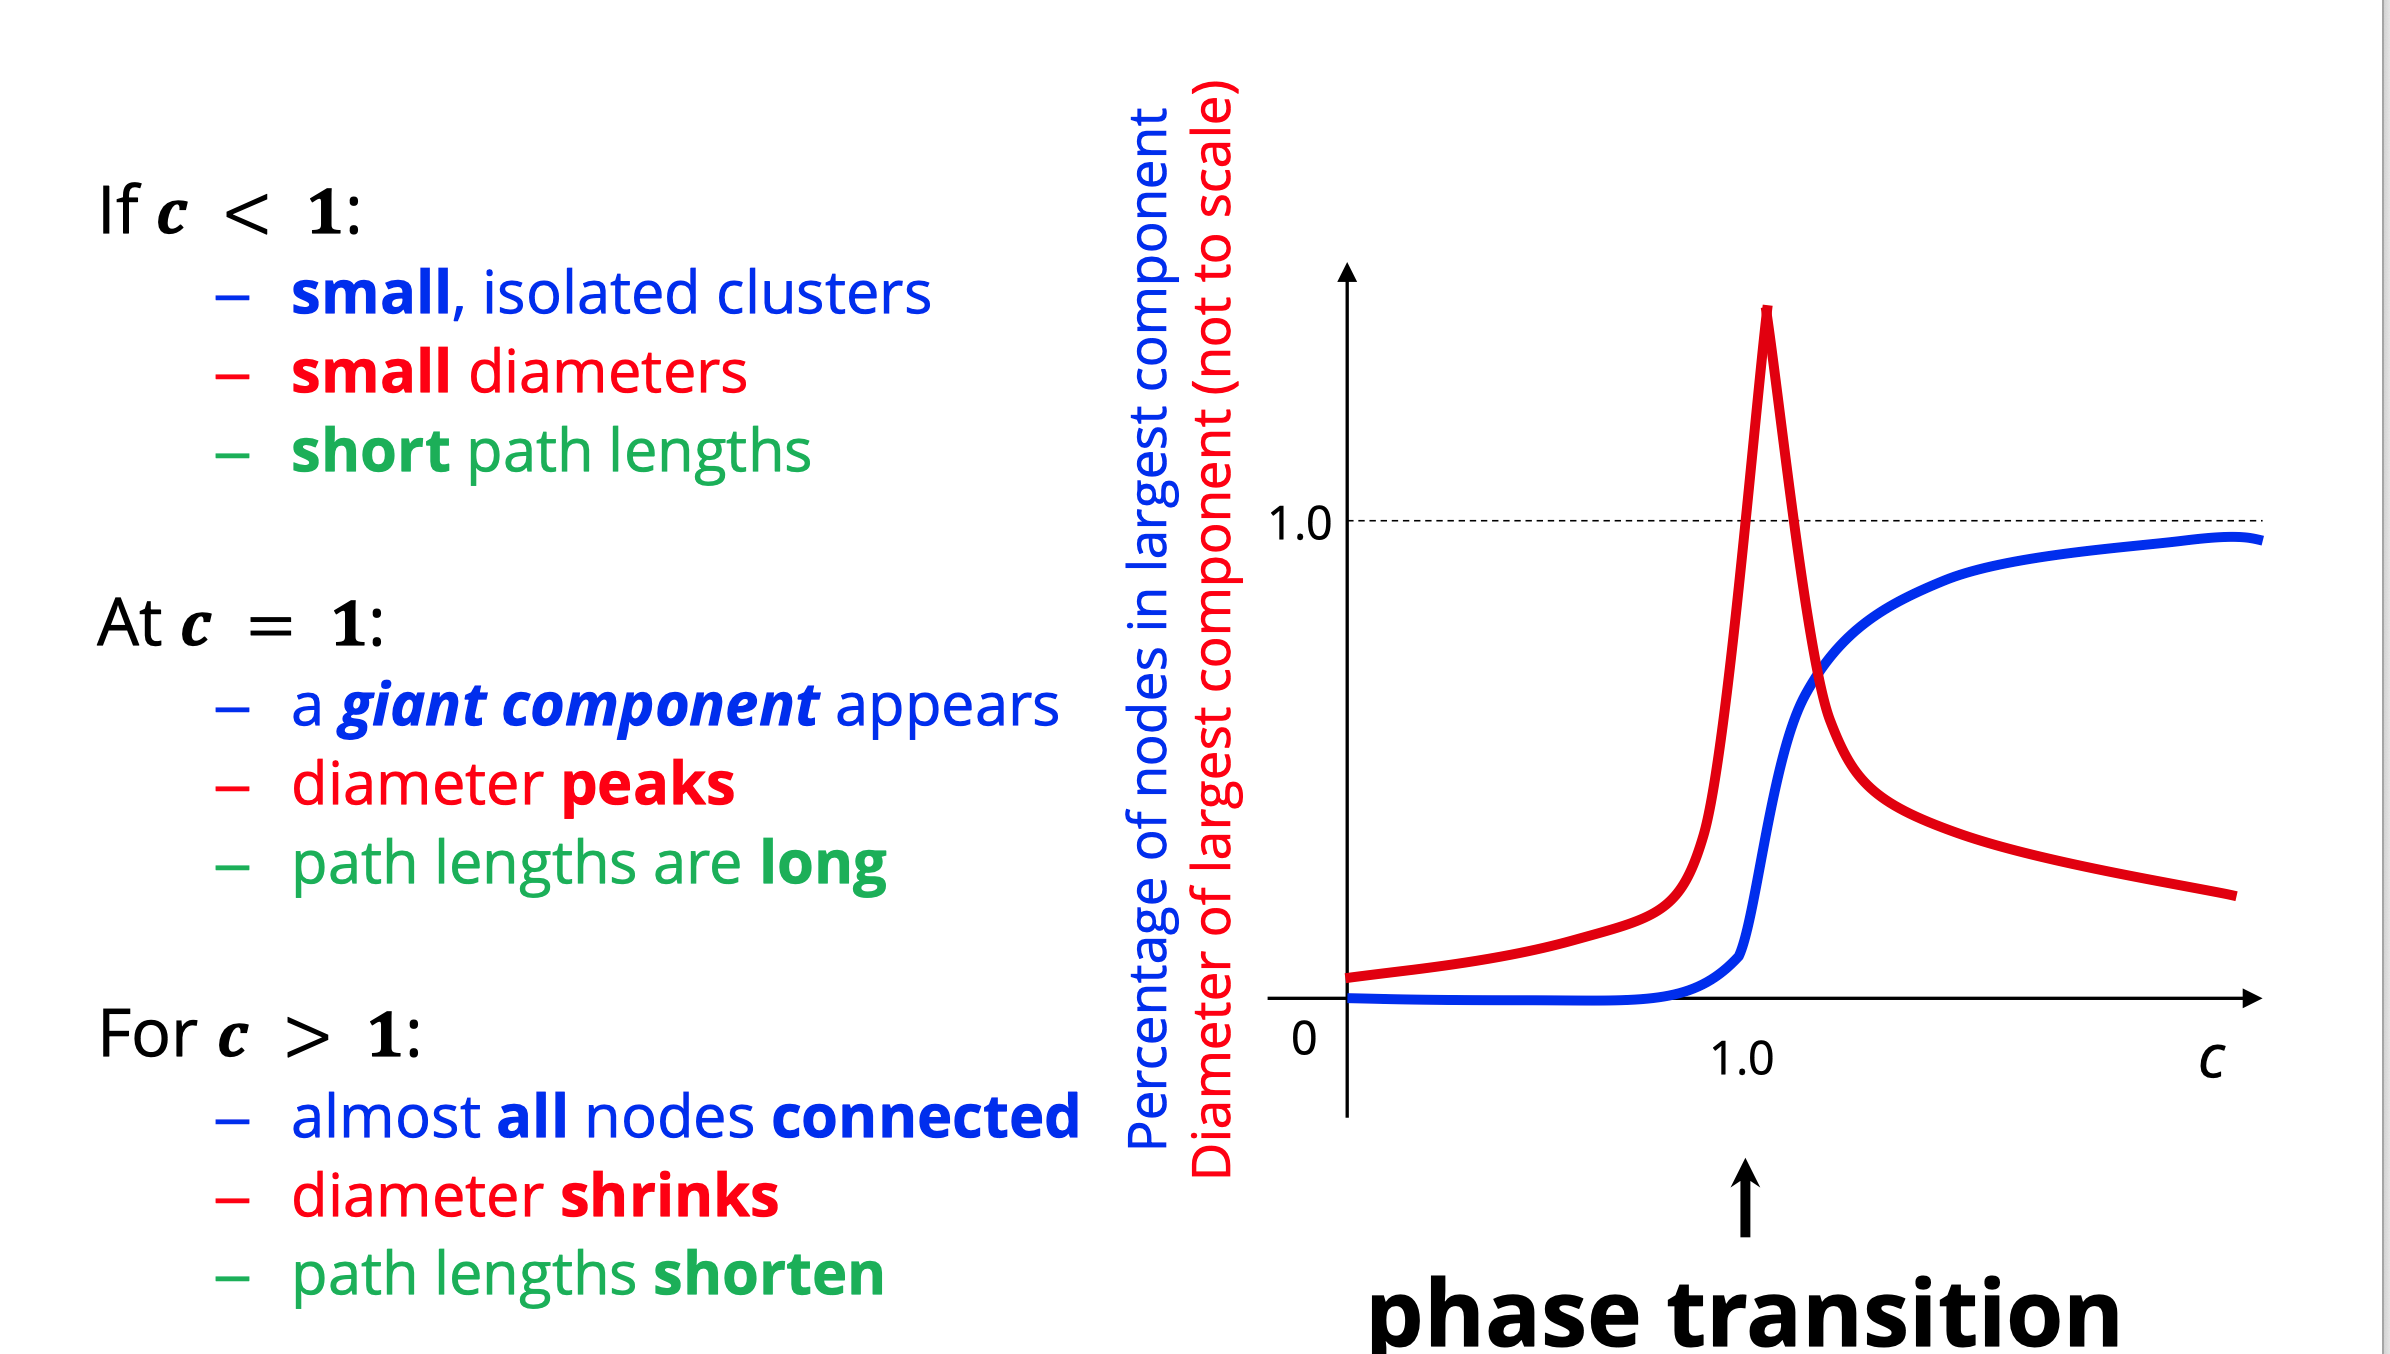 If c < 1:
– small, isolated clusters
– small diameters
– short path lengths
At c = 1:
– a giant component appears
– diameter peaks
– path lengths are long
For c > 1:
– almost all nodes connected
– diameter shrinks
– path lengths shorten
Percentage of nodes in largest component
Diameter of largest component (not to scale)
1.0
0
1.0
c
phase transition